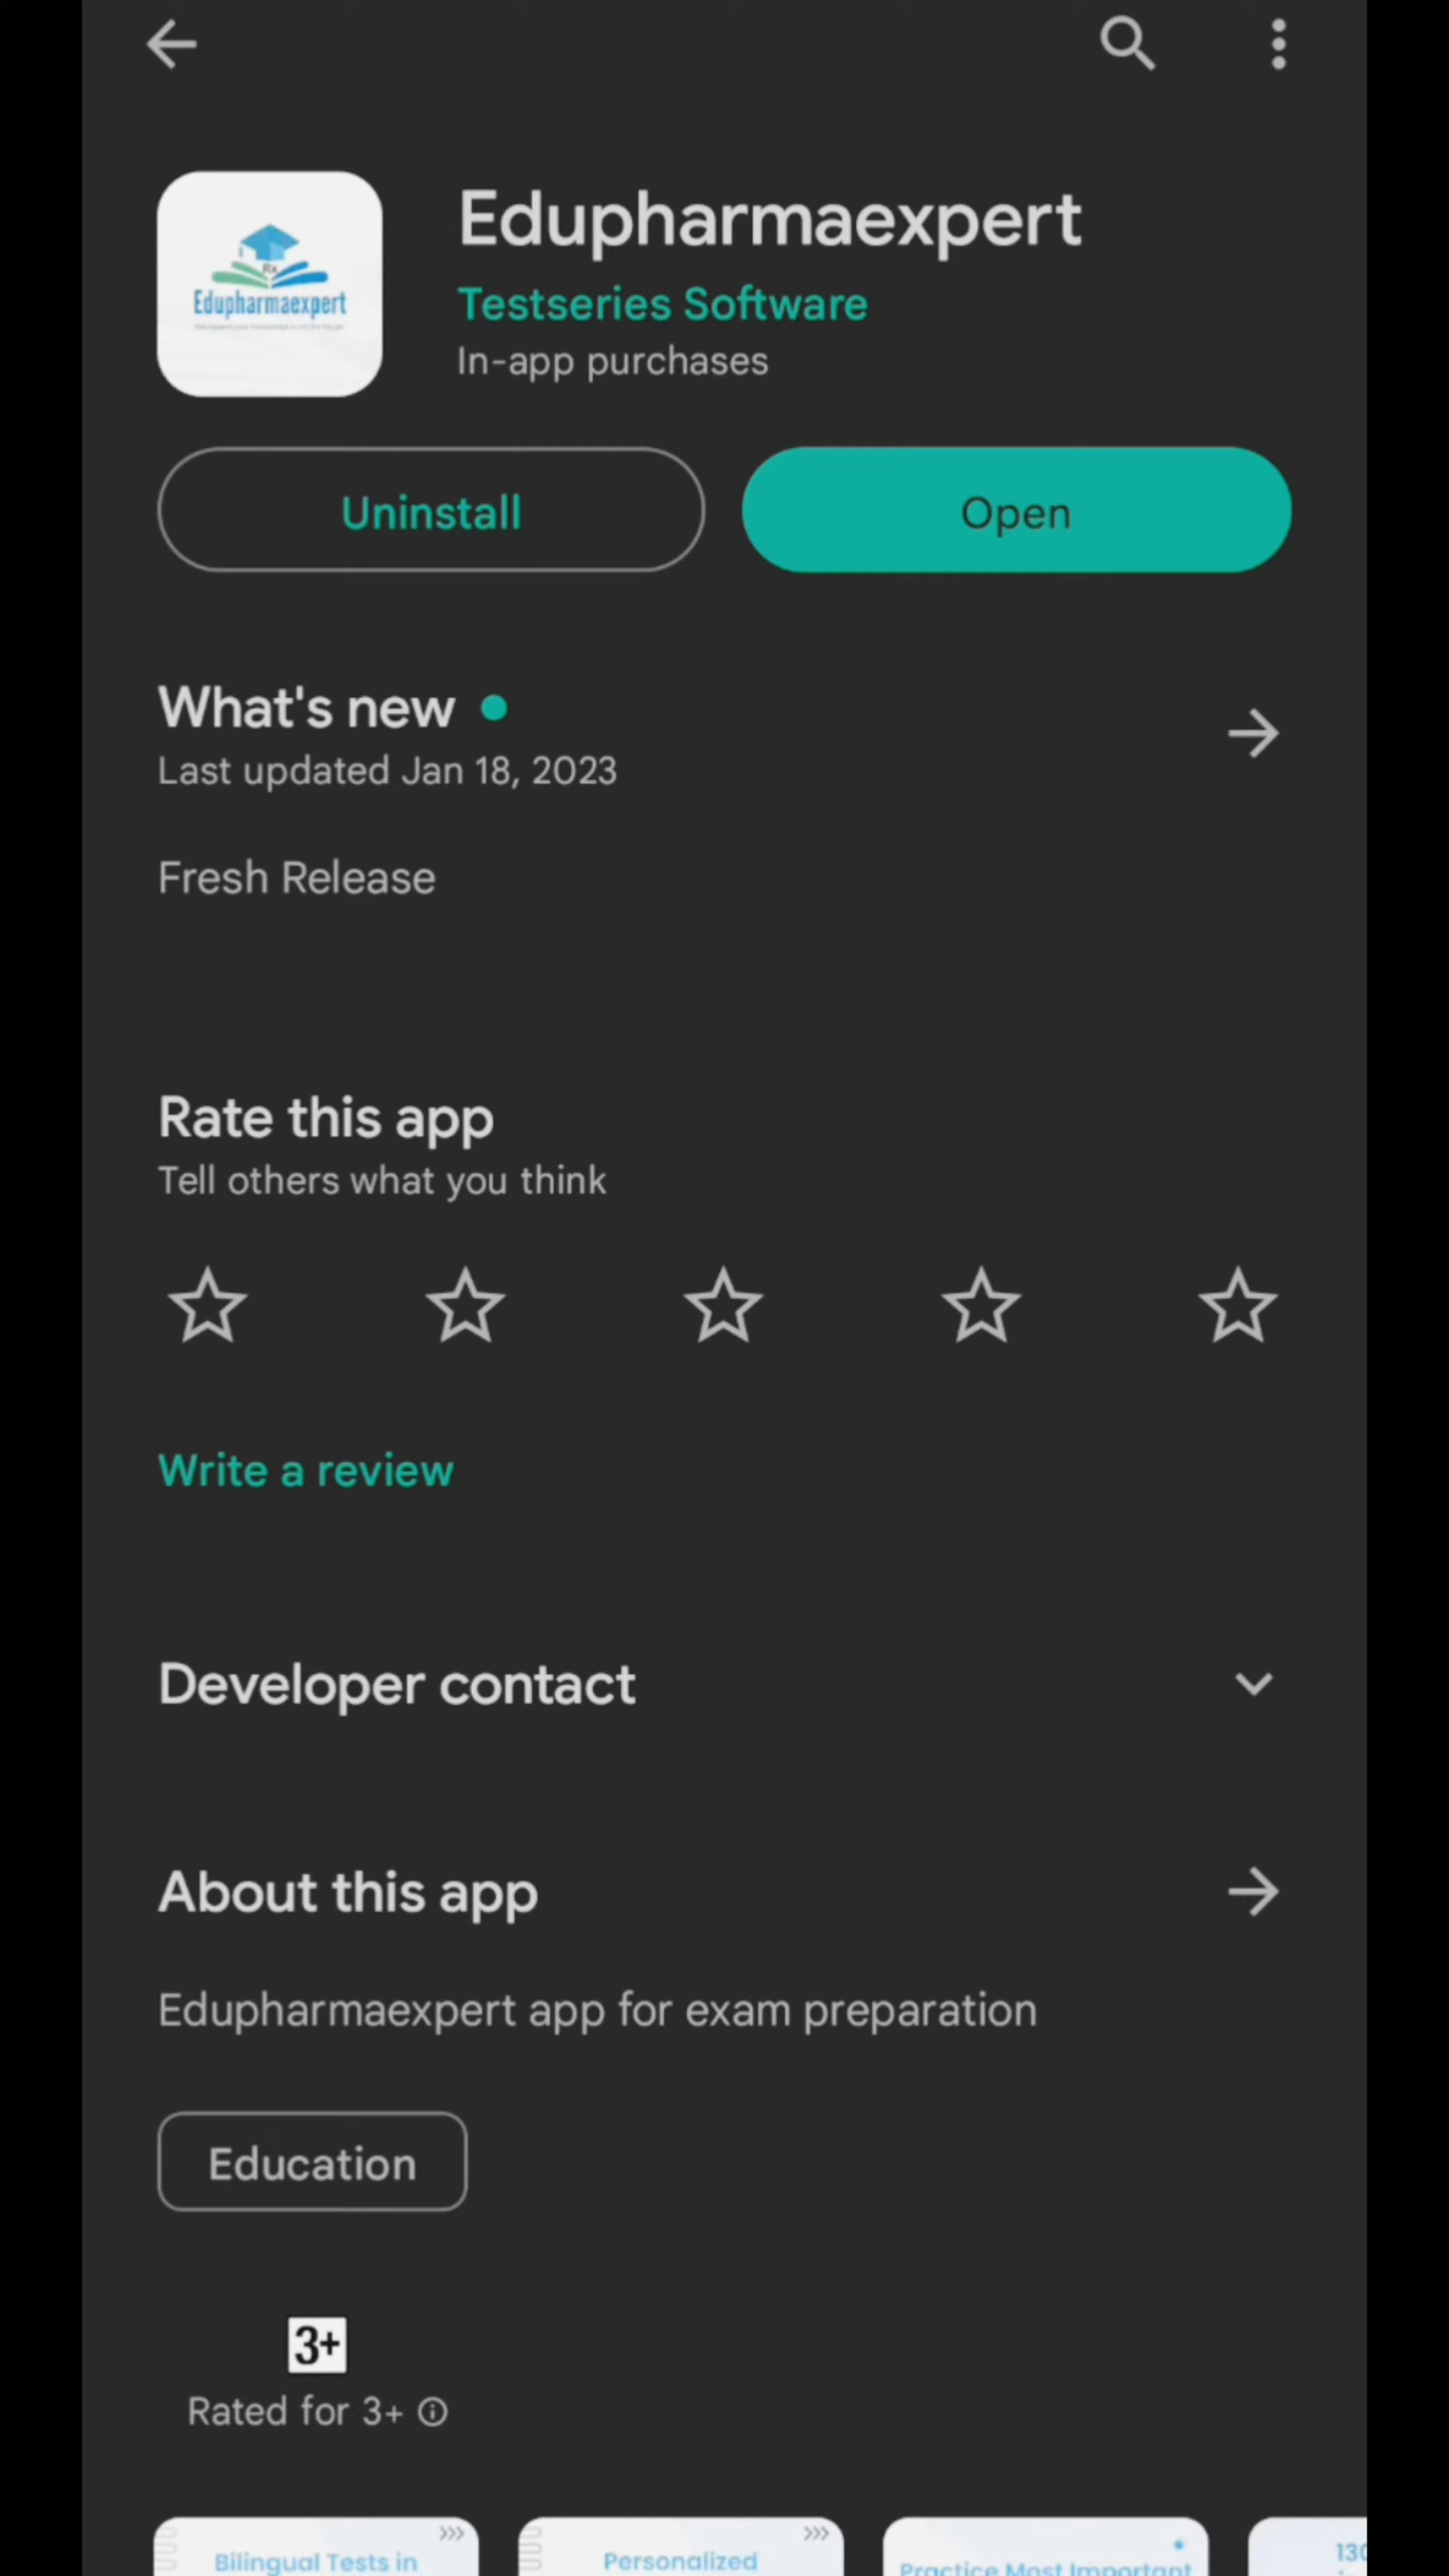 Edupharmaexpert
Rx
Edupharmaexpert
Testseries Software
In-app purchases
Uninstall
Open
What's new
Last updated Jan 18, 2023
Fresh Release
Rate this app
Tell others what you think
Write a review
Developer contact
About this app
Edupharmaexpert app for exam preparation
Education
3+
Rated for 3+
Bilingual Tests in
Personalized
Practice Most Important